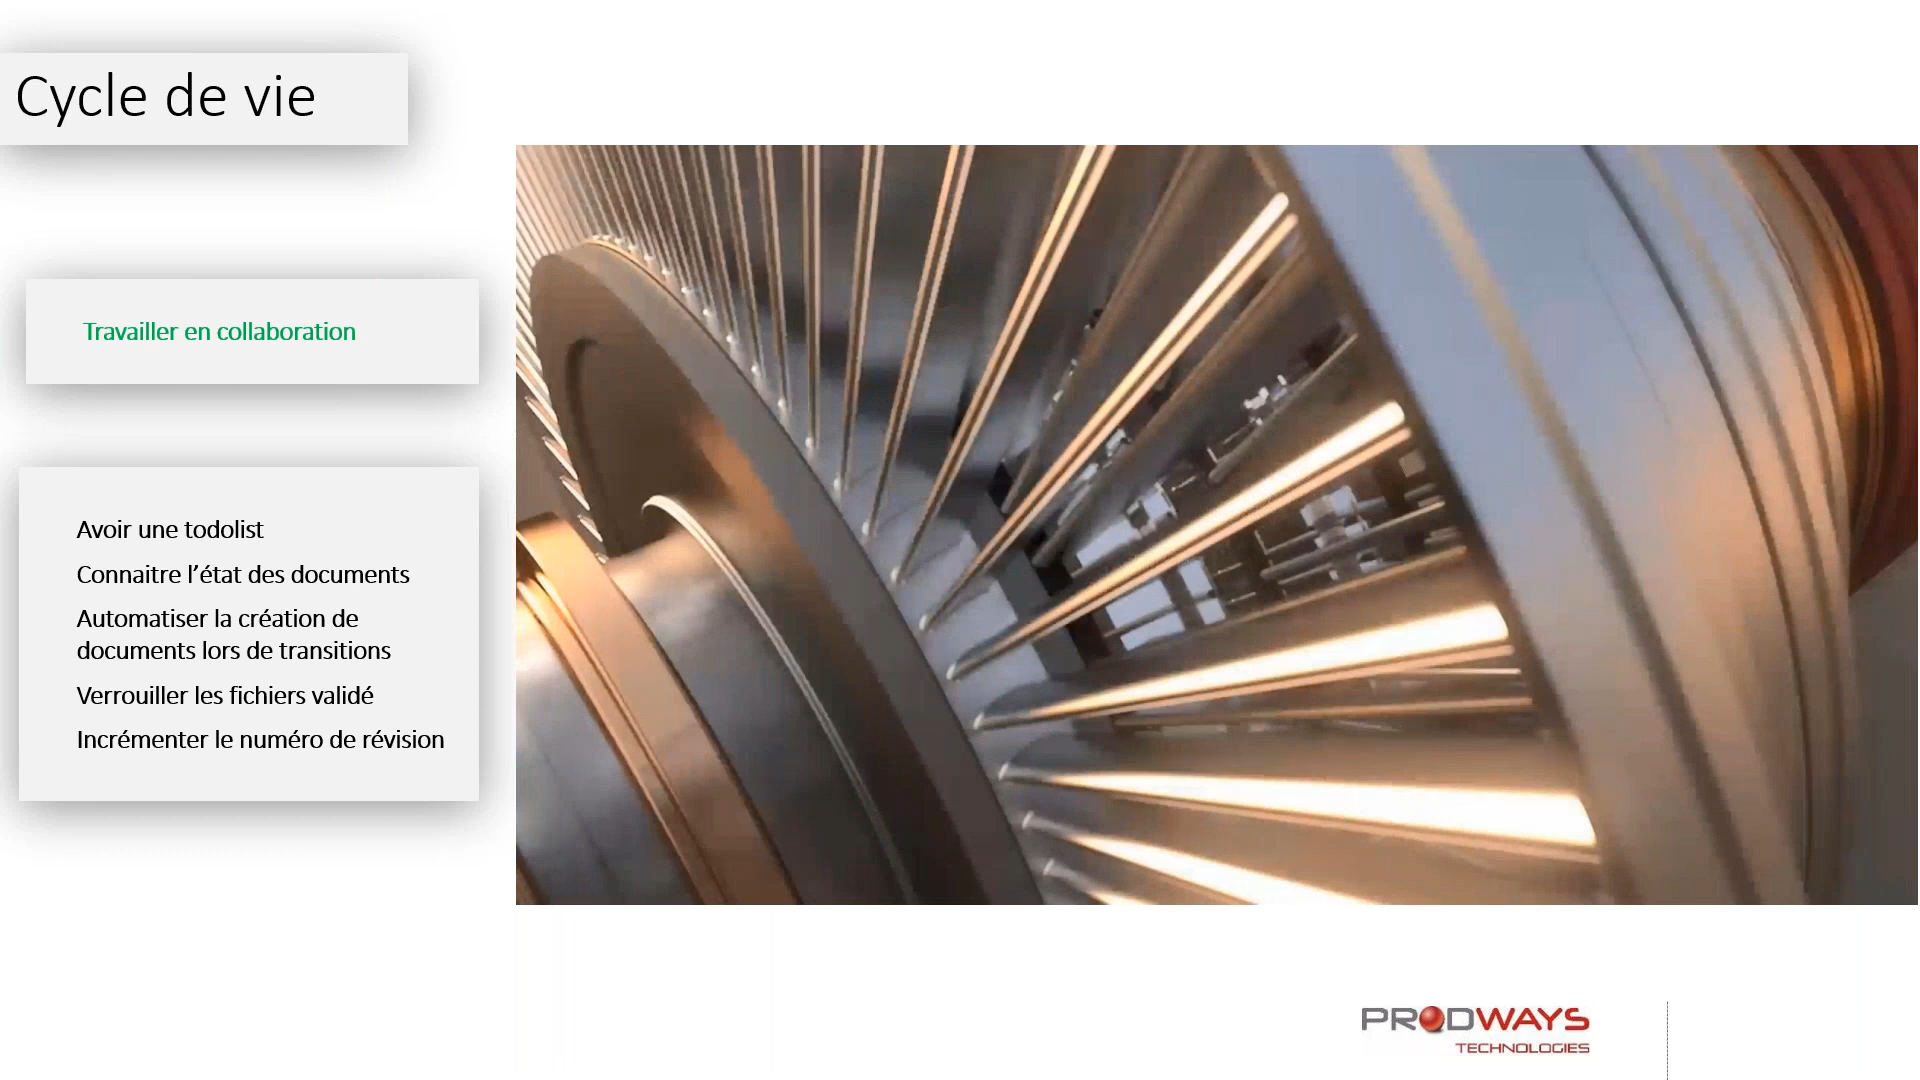 Cycle de vie
Travailler en collaboration
Avoir une todolist
Connaitre l’état des documents
Automatiser la création de
documents lors de transitions
Verrouiller les fichiers validé
Incrémenter le numéro de révision
PRODWAYS
TECHNOLOGIES